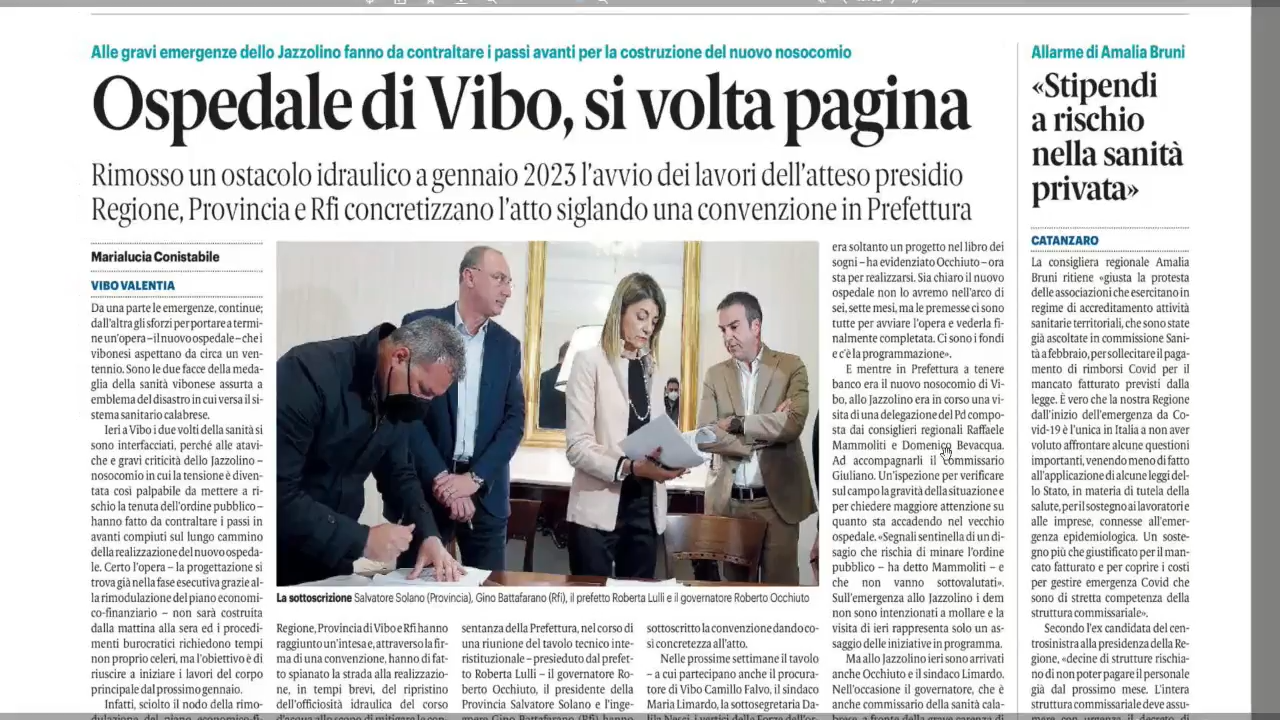 Alle gravi emergenze dello Jazzolino fanno da contraltare i passi avanti per la costruzione del nuovo nosocomio
Ospedale di Vibo, si volta pagina
Rimosso un ostacolo idraulico a gennaio 2023 l'avvio dei lavori dell'atteso presidio
Regione, Provincia e Rfi concretizzano l'atto siglando una convenzione in Prefettura
Marialucia Conistabile
VIBO VALENTIA
Da una parte le emergenze, continue;
dall'altra gli sforzi per portare a termi-
ne un'opera – il nuovo ospedale – che i
vibonesi aspettano da circa un ven-
tennio. Sono le due facce della meda-
glia della sanità vibonese assurta a
emblema del disastro in cui versa il si-
stema sanitario calabrese.
Ieri a Vibo i due volti della sanità si
sono interfacciati, perché alle atavi-
che e gravi criticità dello Jazzolino –
nosocomio in cui la tensione è diven-
tata così palpabile da mettere a ri-
schio la tenuta dell'ordine pubblico –
hanno fatto da contraltare i passi in
avanti compiuti sul lungo cammino
della realizzazione del nuovo ospeda-
le. Certo l'opera – la progettazione si
trova già nella fase esecutiva grazie al-
la rimodulazione del piano economi-
co-finanziario – non sarà costruita
dalla mattina alla sera ed i procedi-
menti burocratici richiedono tempi
non proprio celeri, ma l'obiettivo è di
riuscire a iniziare i lavori del corpo
principale dal prossimo gennaio.
Infatti, sciolto il nodo della rimo-
dulazione del piano economico-fi-
La sottoscrizione Salvatore Solano (Provincia), Gino Battafarano (Rfi), il prefetto Roberta Lulli e il governatore Roberto Occhiuto
Regione, Provincia di Vibo e Rfi hanno
raggiunto un'intesa e, attraverso la fir-
ma di una convenzione, hanno di fat-
to spianato la strada alla realizzazio-
ne, in tempi brevi, del ripristino
dell'officiosità idraulica del corso
d'acqua allo scopo di mitigare le con-
sentanza della Prefettura, nel corso di
una riunione del tavolo tecnico inte-
ristituzionale – presieduto dal prefet-
to Roberta Lulli – il governatore Ro-
berto Occhiuto, il presidente della
Provincia Salvatore Solano e l'inge-
gnere Gino Battafarano (Rfi) hanno
sottoscritto la convenzione dando co-
sì concretezza all'atto.
Nelle prossime settimane il tavolo
– a cui partecipano anche il procura-
tore di Vibo Camillo Falvo, il sindaco
Maria Limardo, la sottosegretaria Da-
lila Nesci, i vertici delle Forze dell'or-
era soltanto un progetto nel libro dei
sogni – ha evidenziato Occhiuto – ora
sta per realizzarsi. Sia chiaro il nuovo
ospedale non lo avremo nell'arco di
sei, sette mesi, ma le premesse ci sono
tutte per avviare l'opera e vederla fi-
nalmente completata. Ci sono i fondi
e c'è la programmazione».
E mentre in Prefettura a tenere
banco era il nuovo nosocomio di Vi-
bo, allo Jazzolino era in corso una vi-
sita di una delegazione del Pd compo-
sta dai consiglieri regionali Raffaele
Mammoliti e Domenico Bevacqua.
Ad accompagnarli il commissario
Giuliano. Un'ispezione per verificare
sul campo la gravità della situazione e
per chiedere maggiore attenzione su
quanto sta accadendo nel vecchio
ospedale. «Segnali sentinella di un di-
sagio che rischia di minare l'ordine
pubblico – ha detto Mammoliti – e
che non vanno sottovalutati».
Sull'emergenza allo Jazzolino i dem
non sono intenzionati a mollare e la
visita di ieri rappresenta solo un as-
saggio delle iniziative in programma.
Ma allo Jazzolino ieri sono arrivati
anche Occhiuto e il sindaco Limardo.
Nell'occasione il governatore, che è
anche commissario della sanità cala-
brese, a fronte della grave carenza di
Allarme di Amalia Bruni
«Stipendi
a rischio
nella sanità
privata»
CATANZARO
La consigliera regionale Amalia
Bruni ritiene «giusta la protesta
delle associazioni che esercitano in
regime di accreditamento attività
sanitarie territoriali, che sono state
già ascoltate in commissione Sani-
tà a febbraio, per sollecitare il paga-
mento di rimborsi Covid per il
mancato fatturato previsti dalla
legge. È vero che la nostra Regione
dall'inizio dell'emergenza da Co-
vid-19 è l'unica in Italia a non aver
voluto affrontare alcune questioni
importanti, venendo meno di fatto
all'applicazione di alcune leggi del-
lo Stato, in materia di tutela della
salute, per il sostegno ai lavoratori e
alle imprese, connesse all'emer-
genza epidemiologica. Un soste-
gno più che giustificato per il man-
cato fatturato e per coprire i costi
per gestire emergenza Covid che
sono di stretta competenza della
struttura commissariale».
Secondo l'ex candidata del cen-
trosinistra alla presidenza della Re-
gione, «decine di strutture rischia-
no di non poter pagare il personale
già dal prossimo mese. L'intera
struttura commissariale deve assu-